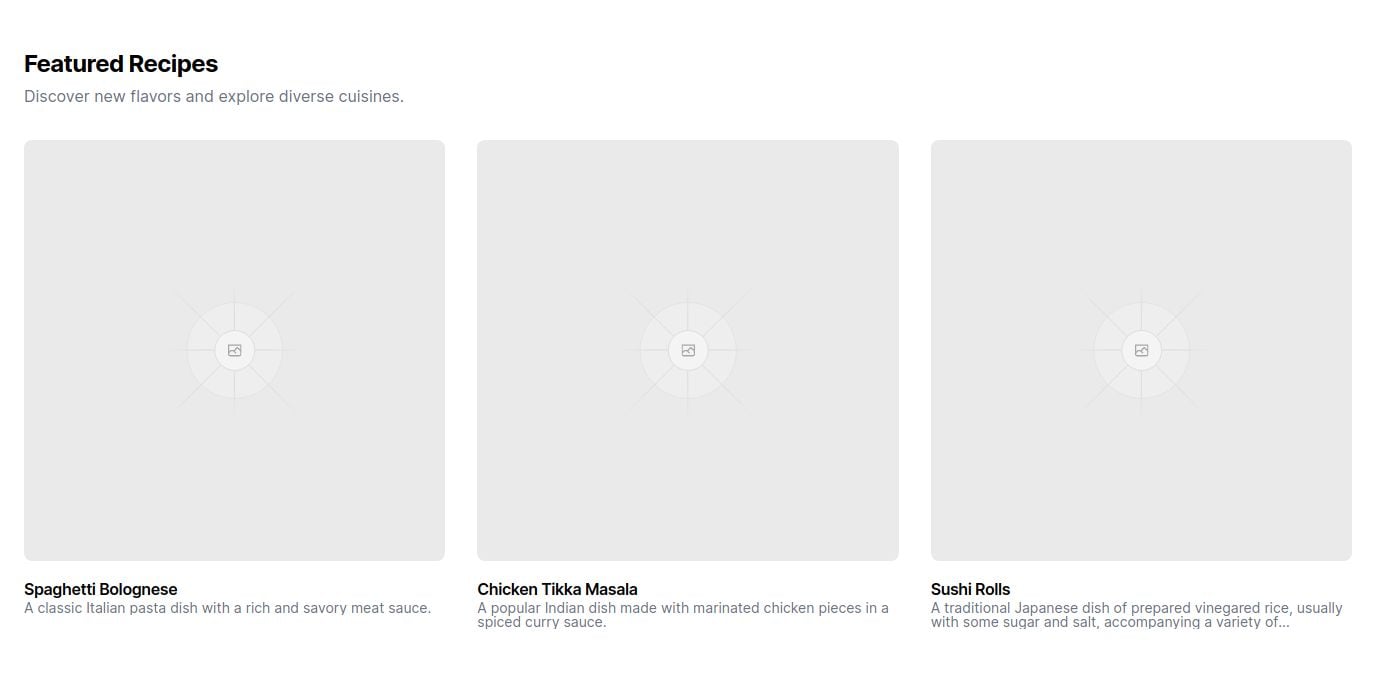 Featured Recipes
Discover new flavors and explore diverse cuisines.
Spaghetti Bolognese
A classic Italian pasta dish with a rich and savory meat sauce.
Chicken Tikka Masala
A popular Indian dish made with marinated chicken pieces in a
spiced curry sauce.
Sushi Rolls
A traditional Japanese dish of prepared vinegared rice, usually
with some sugar and salt, accompanying a variety of...